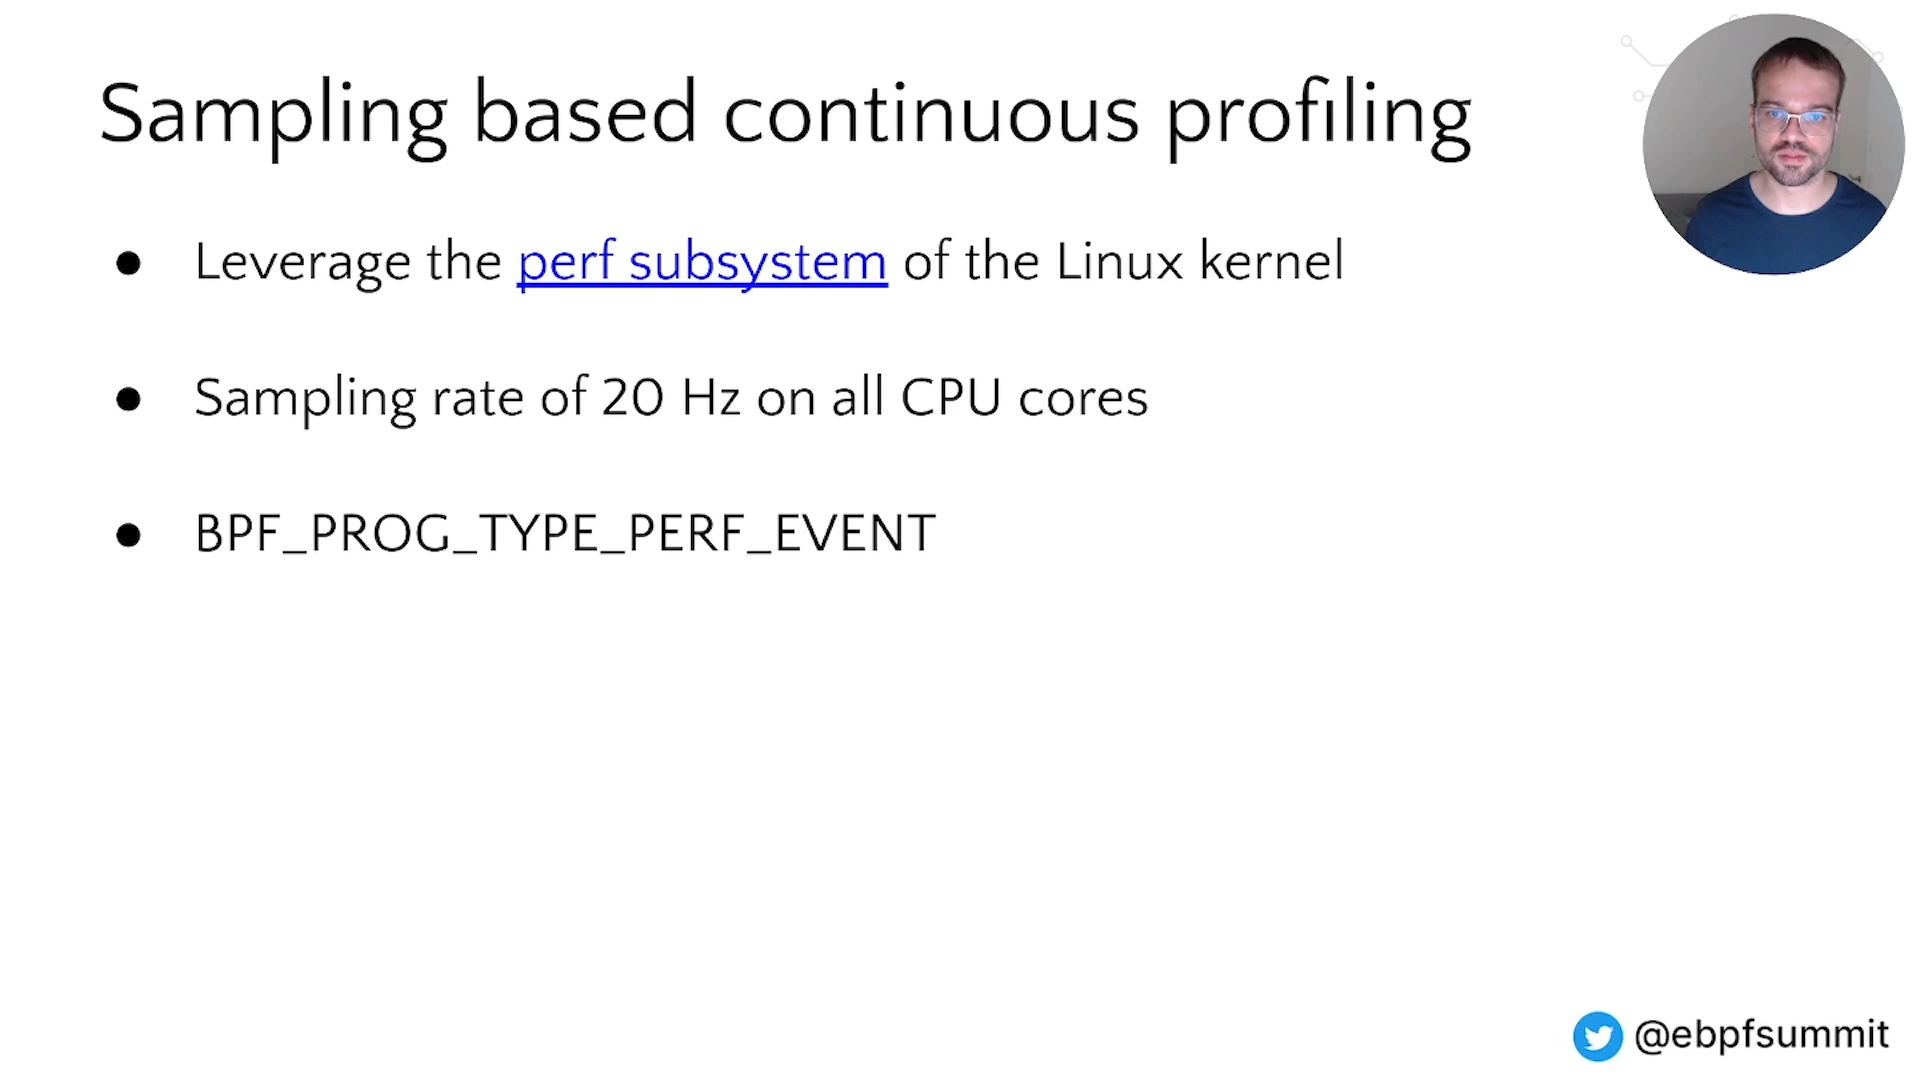 Sampling based continuous profiling
Leverage the perf subsystem of the Linux kernel
Sampling rate of 20 Hz on all CPU cores
BPF_PROG_TYPE_PERF_EVENT
@ebpfsummit